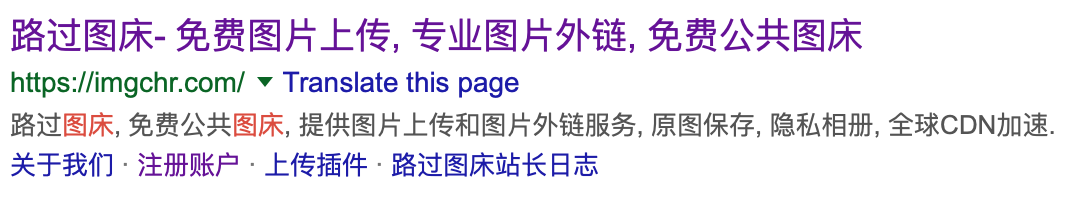 路过图床- 免费图片上传, 专业图片外链, 免费公共图床
https://imgchr.com/ ▼ Translate this page
路过图床, 免费公共图床, 提供图片上传和图片外链服务, 原图保存, 隐私相册, 全球CDN加速.
关于我们 · 注册账户 · 上传插件 · 路过图床站长日志